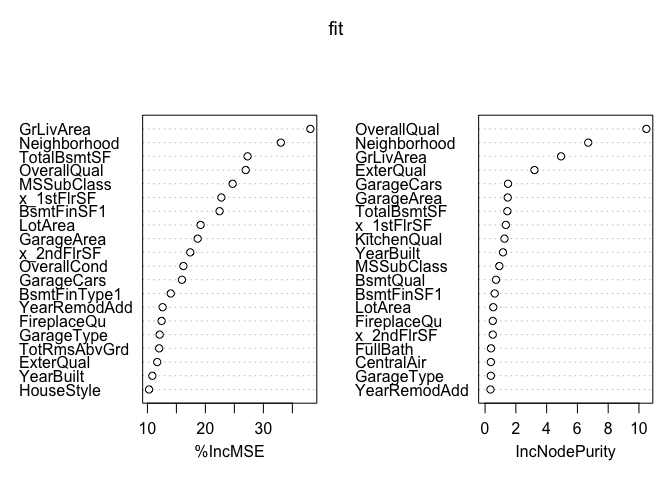 fit
GrLivArea
Neighborhood
TotalBsmtSF
OverallQual
MSSubClass
x_1stFlrSF
BsmtFinSF1
LotArea
GarageArea
x_2ndFlrSF
OverallCond
GarageCars
BsmtFinType1
YearRemodAdd
FireplaceQu
GarageType
TotRmsAbvGrd
ExterQual
YearBuilt
HouseStyle
10 20 30
%IncMSE
OverallQual
Neighborhood
GrLivArea
ExterQual
GarageCars
GarageArea
TotalBsmtSF
x_1stFlrSF
KitchenQual
YearBuilt
MSSubClass
BsmtQual
BsmtFinSF1
LotArea
FireplaceQu
x_2ndFlrSF
FullBath
CentralAir
GarageType
YearRemodAdd
0 2 4 6 8 10
IncNodePurity